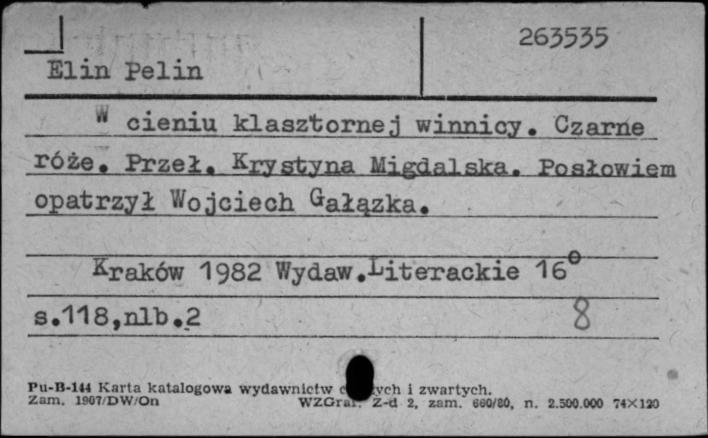 263535
Elin Pelin
W cieniu klasztornej winnicy. Czarne
róże. Przeł. Krystyna Migdalska. Posłowiem
opatrzył Wojciech Gałązka.
Kraków 1982 Wydaw.Literackie 16°
s.118,nlb.2 8
Pu-B-144 Karta katalogowa wydawnictw i zwartych.
Zam. 1907/DW/On WZGraf. Z-d 2, zam. 660/80, n. 2.500.000 74×120